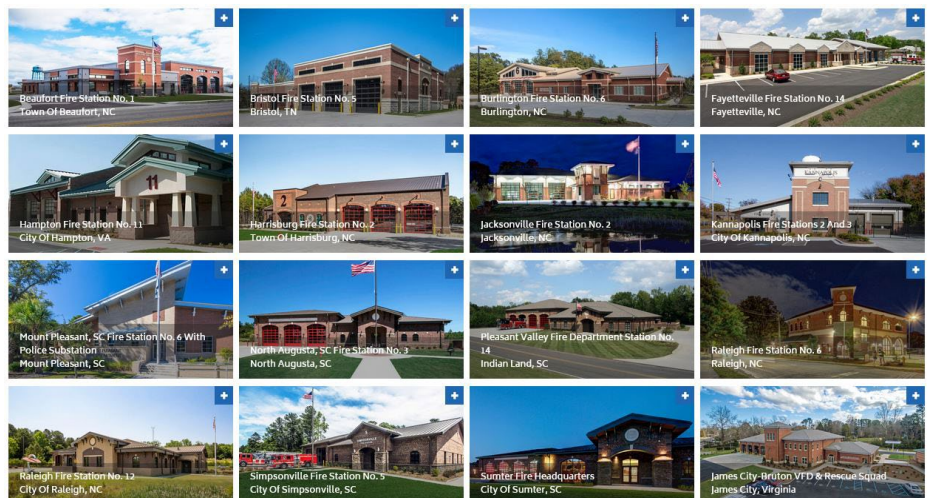 Beaufort Fire Station No. 1
Town Of Beaufort, NC
Bristol Fire Station No. 5
Bristol, TN
Burlington Fire Station No. 6
Burlington, NC
Fayetteville Fire Station No. 14
Fayetteville, NC
11
Hampton Fire Station No. 11
City Of Hampton, VA
2
Harrisburg Fire Station No. 2
Town Of Harrisburg, NC
Jacksonville Fire Station No. 2
Jacksonville, NC
Kannapolis Fire Stations 2 And 3
City Of Kannapolis, NC
Mount Pleasant, SC Fire Station No. 6 With
Police Substation
Mount Pleasant, SC
North Augusta, SC Fire Station No. 3
North Augusta, SC
Pleasant Valley Fire Department Station No.
14
Indian Land, SC
Raleigh Fire Station No. 6
Raleigh, NC
Raleigh Fire Station No. 12
City Of Raleigh, NC
SIMPSONVILLE
Simpsonville Fire Station No. 5
City Of Simpsonville, SC
Sumter Fire Headquarters
City Of Sumter, SC
James City-Bruton VFD & Rescue Squad
James City, Virginia